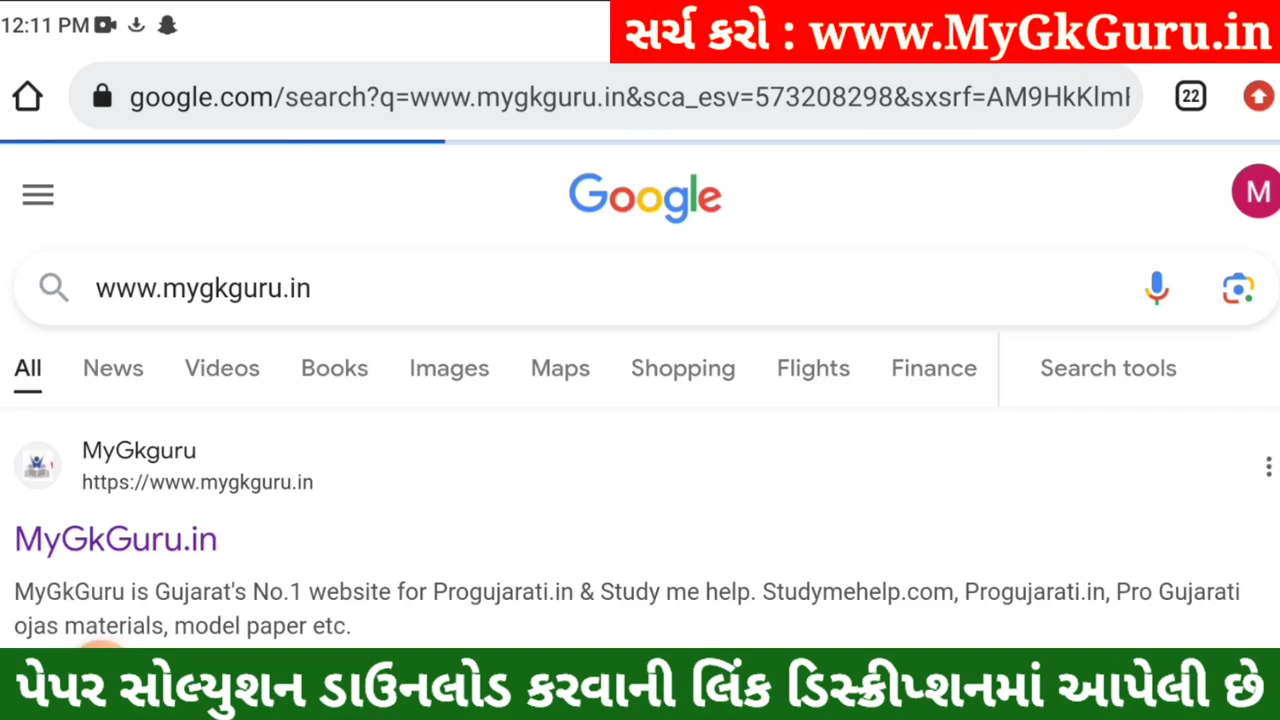 12:11 PM
સર્ચ કરો : www.MyGkGuru.in
google.com/search?q=www.mygkguru.in&sca_esv=573208298&sxsrf=AM9HkKlm
22
Google
M
www.mygkguru.in
All News Videos Books Images Maps Shopping Flights Finance Search tools
MyGkguru
https://www.mygkguru.in
MyGkGuru.in
MyGkGuru is Gujarat's No.1 website for Progujarati.in & Study me help. Studymehelp.com, Progujarati.in, Pro Gujarati
ojas materials, model paper etc.
પેપર સોલ્યુશન ડાઉનલોડ કરવાની લિંક ડિસ્ક્રીપ્શનમાં આપેલી છે